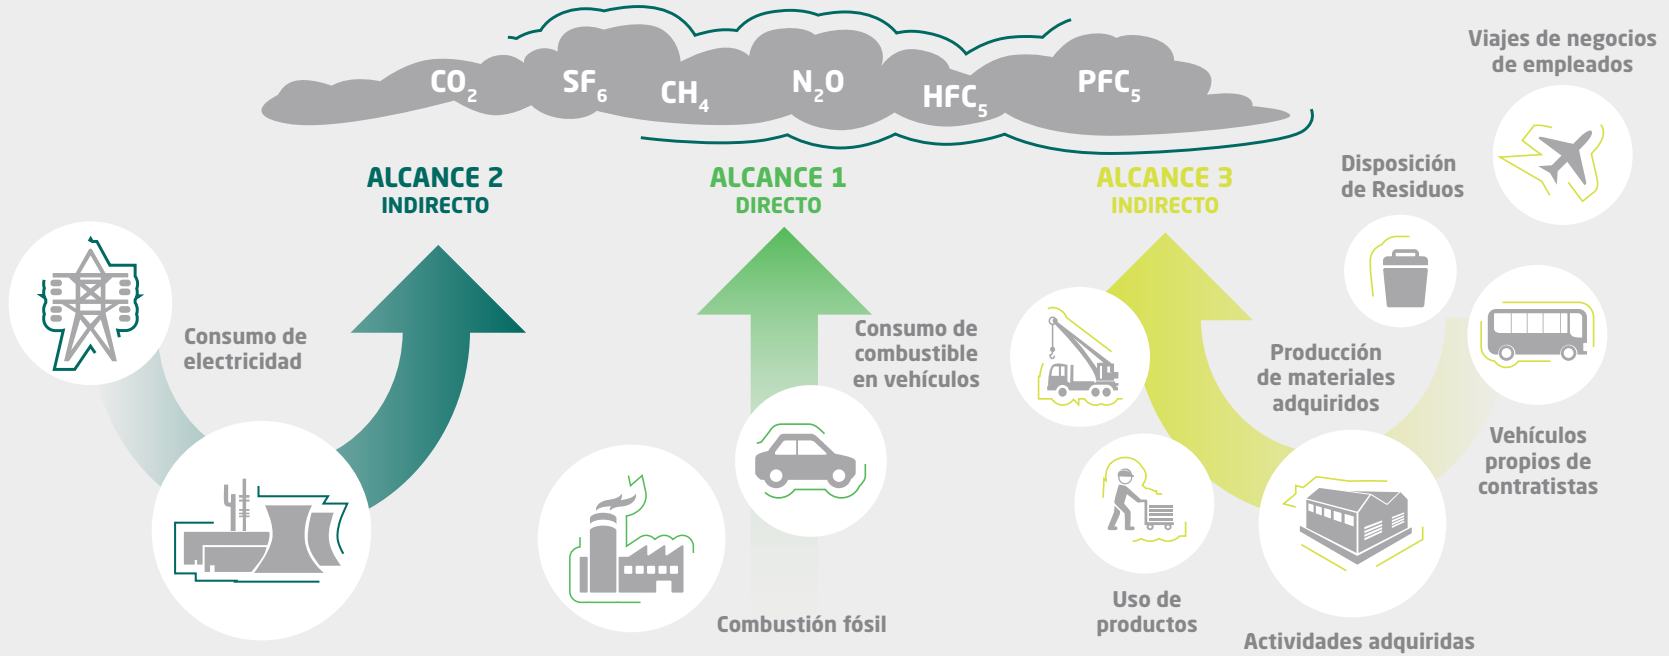 CO₂ SF₆ CH₄ N₂O HFC₅ PFC₅
Viajes de negocios
de empleados
Disposición
de Residuos
ALCANCE 2
INDIRECTO
ALCANCE 1
DIRECTO
ALCANCE 3
INDIRECTO
Consumo de
electricidad
Consumo de
combustible
en vehículos
Producción
de materiales
adquiridos
Vehículos
propios de
contratistas
Combustión fósil
Uso de
productos
Actividades adquiridas